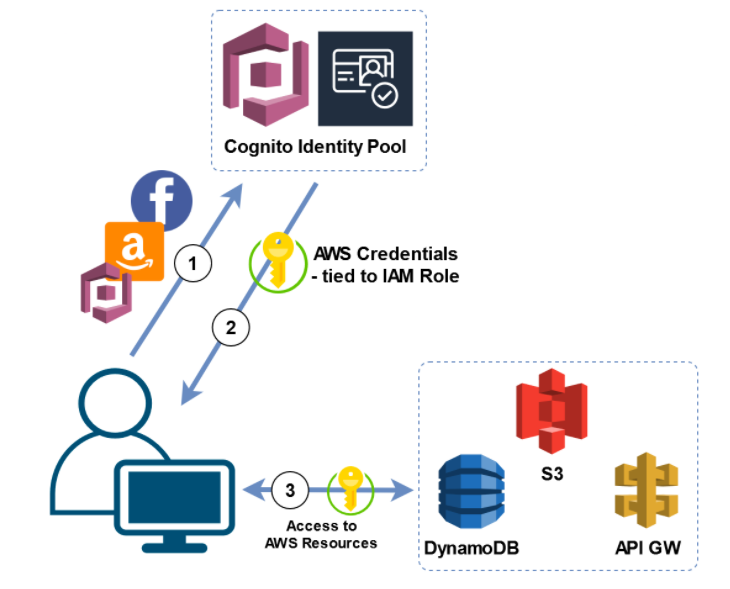 Cognito Identity Pool
f
a
1
AWS Credentials
- tied to IAM Role
2
S3
3
Access to
AWS Resources
DynamoDB
API GW